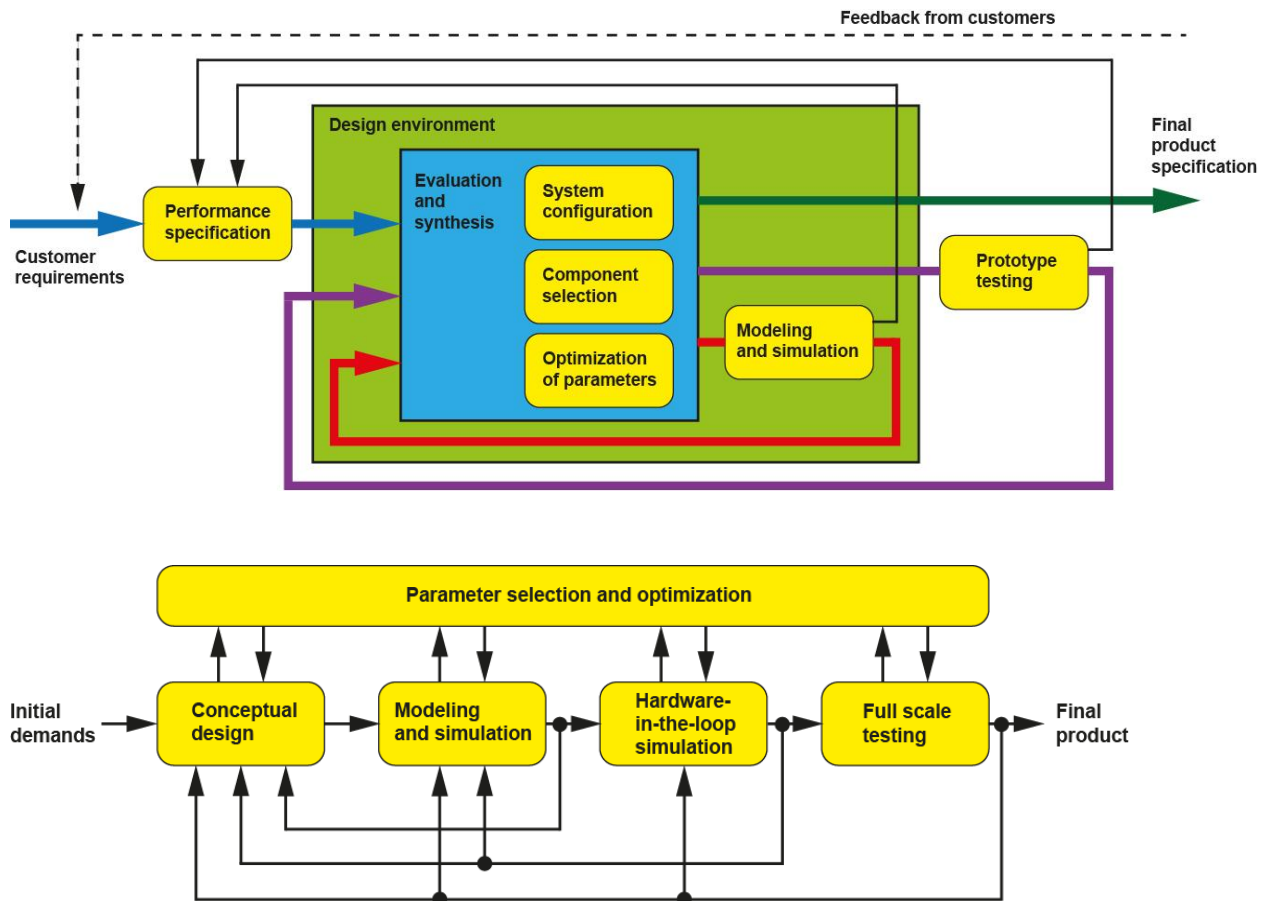 Feedback from customers
Design environment
Final
product
specification
Evaluation
and
synthesis
System
configuration
Performance
specification
Customer
requirements
Component
selection
Prototype
testing
Modeling
and simulation
Optimization
of parameters
Parameter selection and optimization
Initial
demands
Conceptual
design
Modeling
and simulation
Hardware-
in-the-loop
simulation
Full scale
testing
Final
product